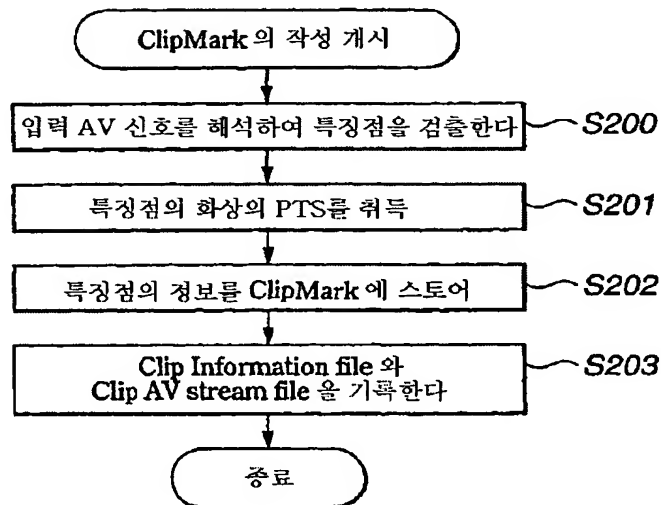 ClipMark 의 작성 개시
입력 AV 신호를 해석하여 특징점을 검출한다
S200
특징점의 화상의 PTS를 취득
S201
특징점의 정보를 ClipMark 에 스토어
S202
Clip Information file 와
Clip AV stream file 을 기록한다
S203
종료